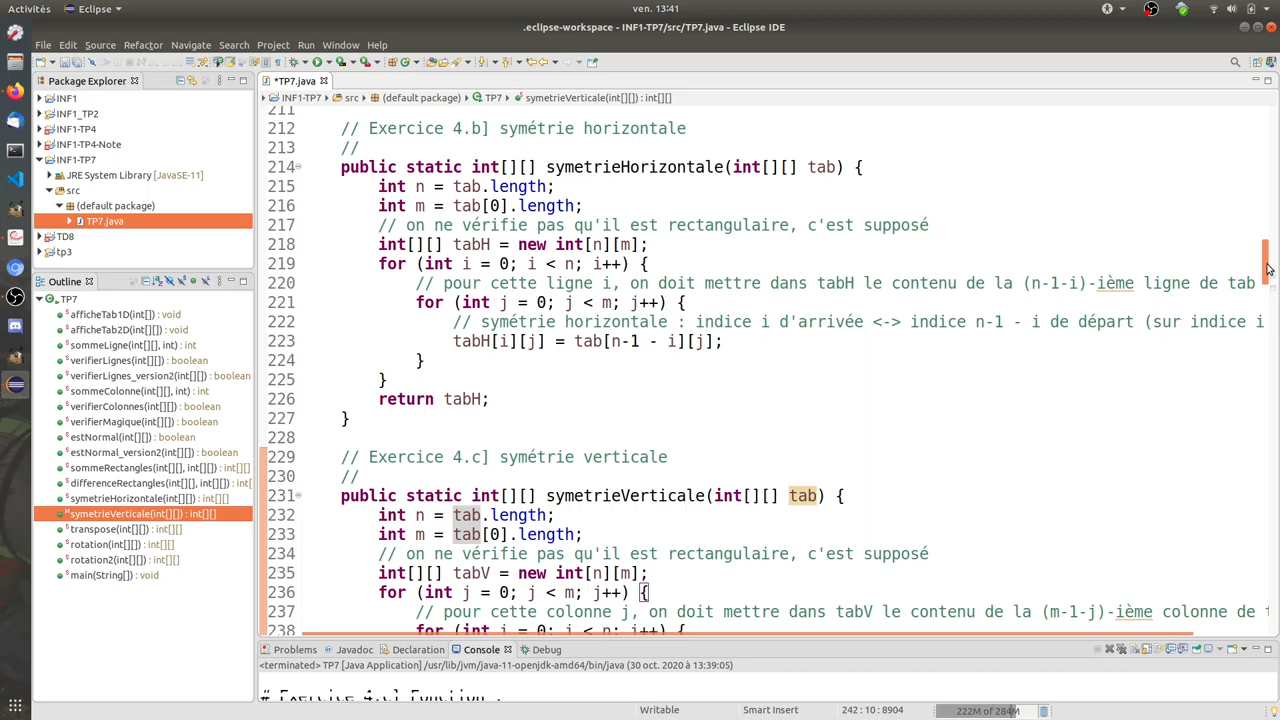 Activités
Eclipse
ven. 13:41
.eclipse-workspace - INF1-TP7/src/TP7.java - Eclipse IDE
File Edit Source Refactor Navigate Search Project Run Window Help
Package Explorer
INF1
INF1_TP2
INF1-TP4
INF1-TP4-Note
INF1-TP7
JRE System Library [JavaSE-11]
src
(default package)
TP7.java
TD8
tp3
Outline
TP7
afficheTab1D(int[]) : void
afficheTab2D() : void
sommeLigne(int[][], int) : int
verifierLignes(int[][]) : boolean
verifierLignes_version2(int[][]) : boolean
sommeColonne(int[][], int) : int
verifierColonnes(int[][]) : boolean
verifierMagique(int[][]) : boolean
estNormal(int[][]) : boolean
estNormal_version2(int[][]) : boolean
sommeRectangles(int[][], int[][]) : int[][]
differenceRectangles(int[][], int[][]) : int[][]
symetrieHorizontale(int[][]) : int[][]
symetrieVerticale(int[][]) : int[][]
transpose(int[][]) : int[][]
rotation(int[][]) : int[][]
rotation2(int[][]) : int[][]
main(String[]) : void
*TP7.java
INF1-TP7 src (default package) TP7 symetrieVerticale(int[][]) : int[][]
211
212 // Exercice 4.b] symétrie horizontale
213 //
214 public static int[][] symetrieHorizontale(int[][] tab) {
215 int n = tab.length;
216 int m = tab[0].length;
217 // on ne vérifie pas qu'il est rectangulaire, c'est supposé
218 int[][] tabH = new int[n][m];
219 for (int i = 0; i < n; i++) {
220 // pour cette ligne i, on doit mettre dans tabH le contenu de la (n-1-i)-ième ligne de tab
221 for (int j = 0; j < m; j++) {
222 // symétrie horizontale : indice i d'arrivée <-> indice n-1 - i de départ (sur indice i
223 tabH[i][j] = tab[n-1 - i][j];
224 }
225 }
226 return tabH;
227 }
228
229 // Exercice 4.c] symétrie verticale
230 //
231 public static int[][] symetrieVerticale(int[][] tab) {
232 int n = tab.length;
233 int m = tab[0].length;
234 // on ne vérifie pas qu'il est rectangulaire, c'est supposé
235 int[][] tabV = new int[n][m];
236 for (int j = 0; j < m; j++) {
237 // pour cette colonne j, on doit mettre dans tabV le contenu de la (m-1-j)-ième colonne de
238 for (int i = 0; i < n; i++) {
Problems Javadoc Declaration Console Debug
<terminated> TP7 [Java Application] /usr/lib/jvm/java-11-openjdk-amd64/bin/java (30 oct. 2020 à 13:39:05)
# Exercice 4.c] Fonction
Writable
Smart Insert
242 : 10 : 8904
222M of 284M